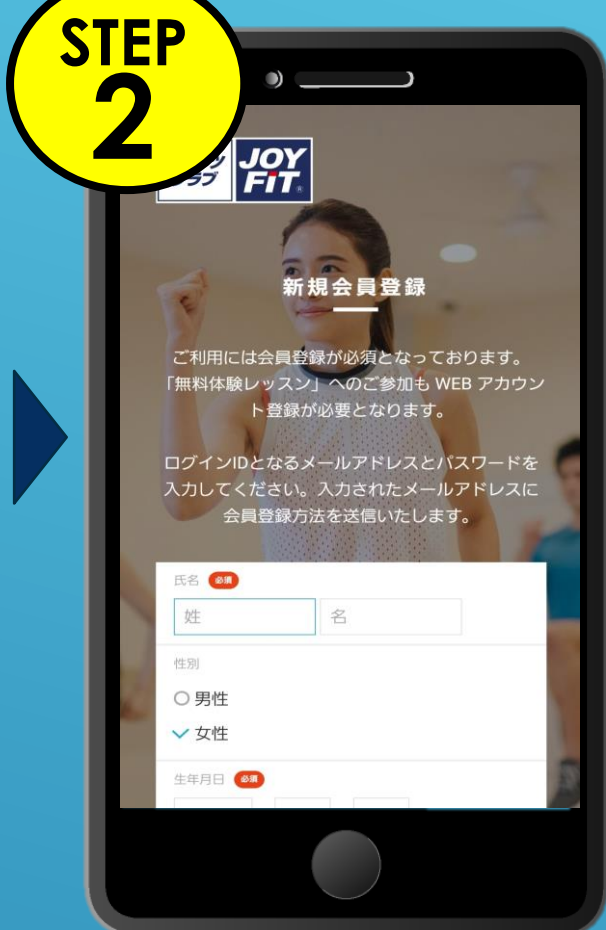 STEP
2
ラブ
JOY
FIT
新規会員登録
ご利用には会員登録が必須となっております。
「無料体験レッスン」へのご参加も WEB アカウン
ト登録が必要となります。
ログインIDとなるメールアドレスとパスワードを
入力してください。入力されたメールアドレスに
会員登録方法を送信いたします。
氏名 必須
姓 名
性別
男性
女性
生年月日 必須